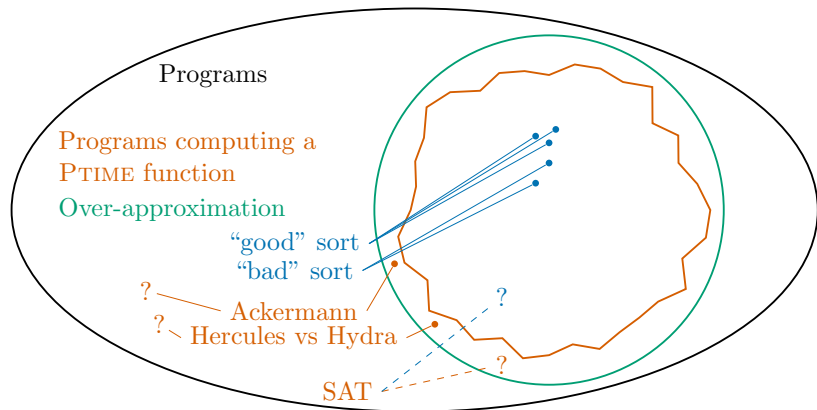 Programs
Programs computing a
PTIME function
Over-approximation
“good” sort
“bad” sort
?
Ackermann
?
Hercules vs Hydra
?
?
SAT